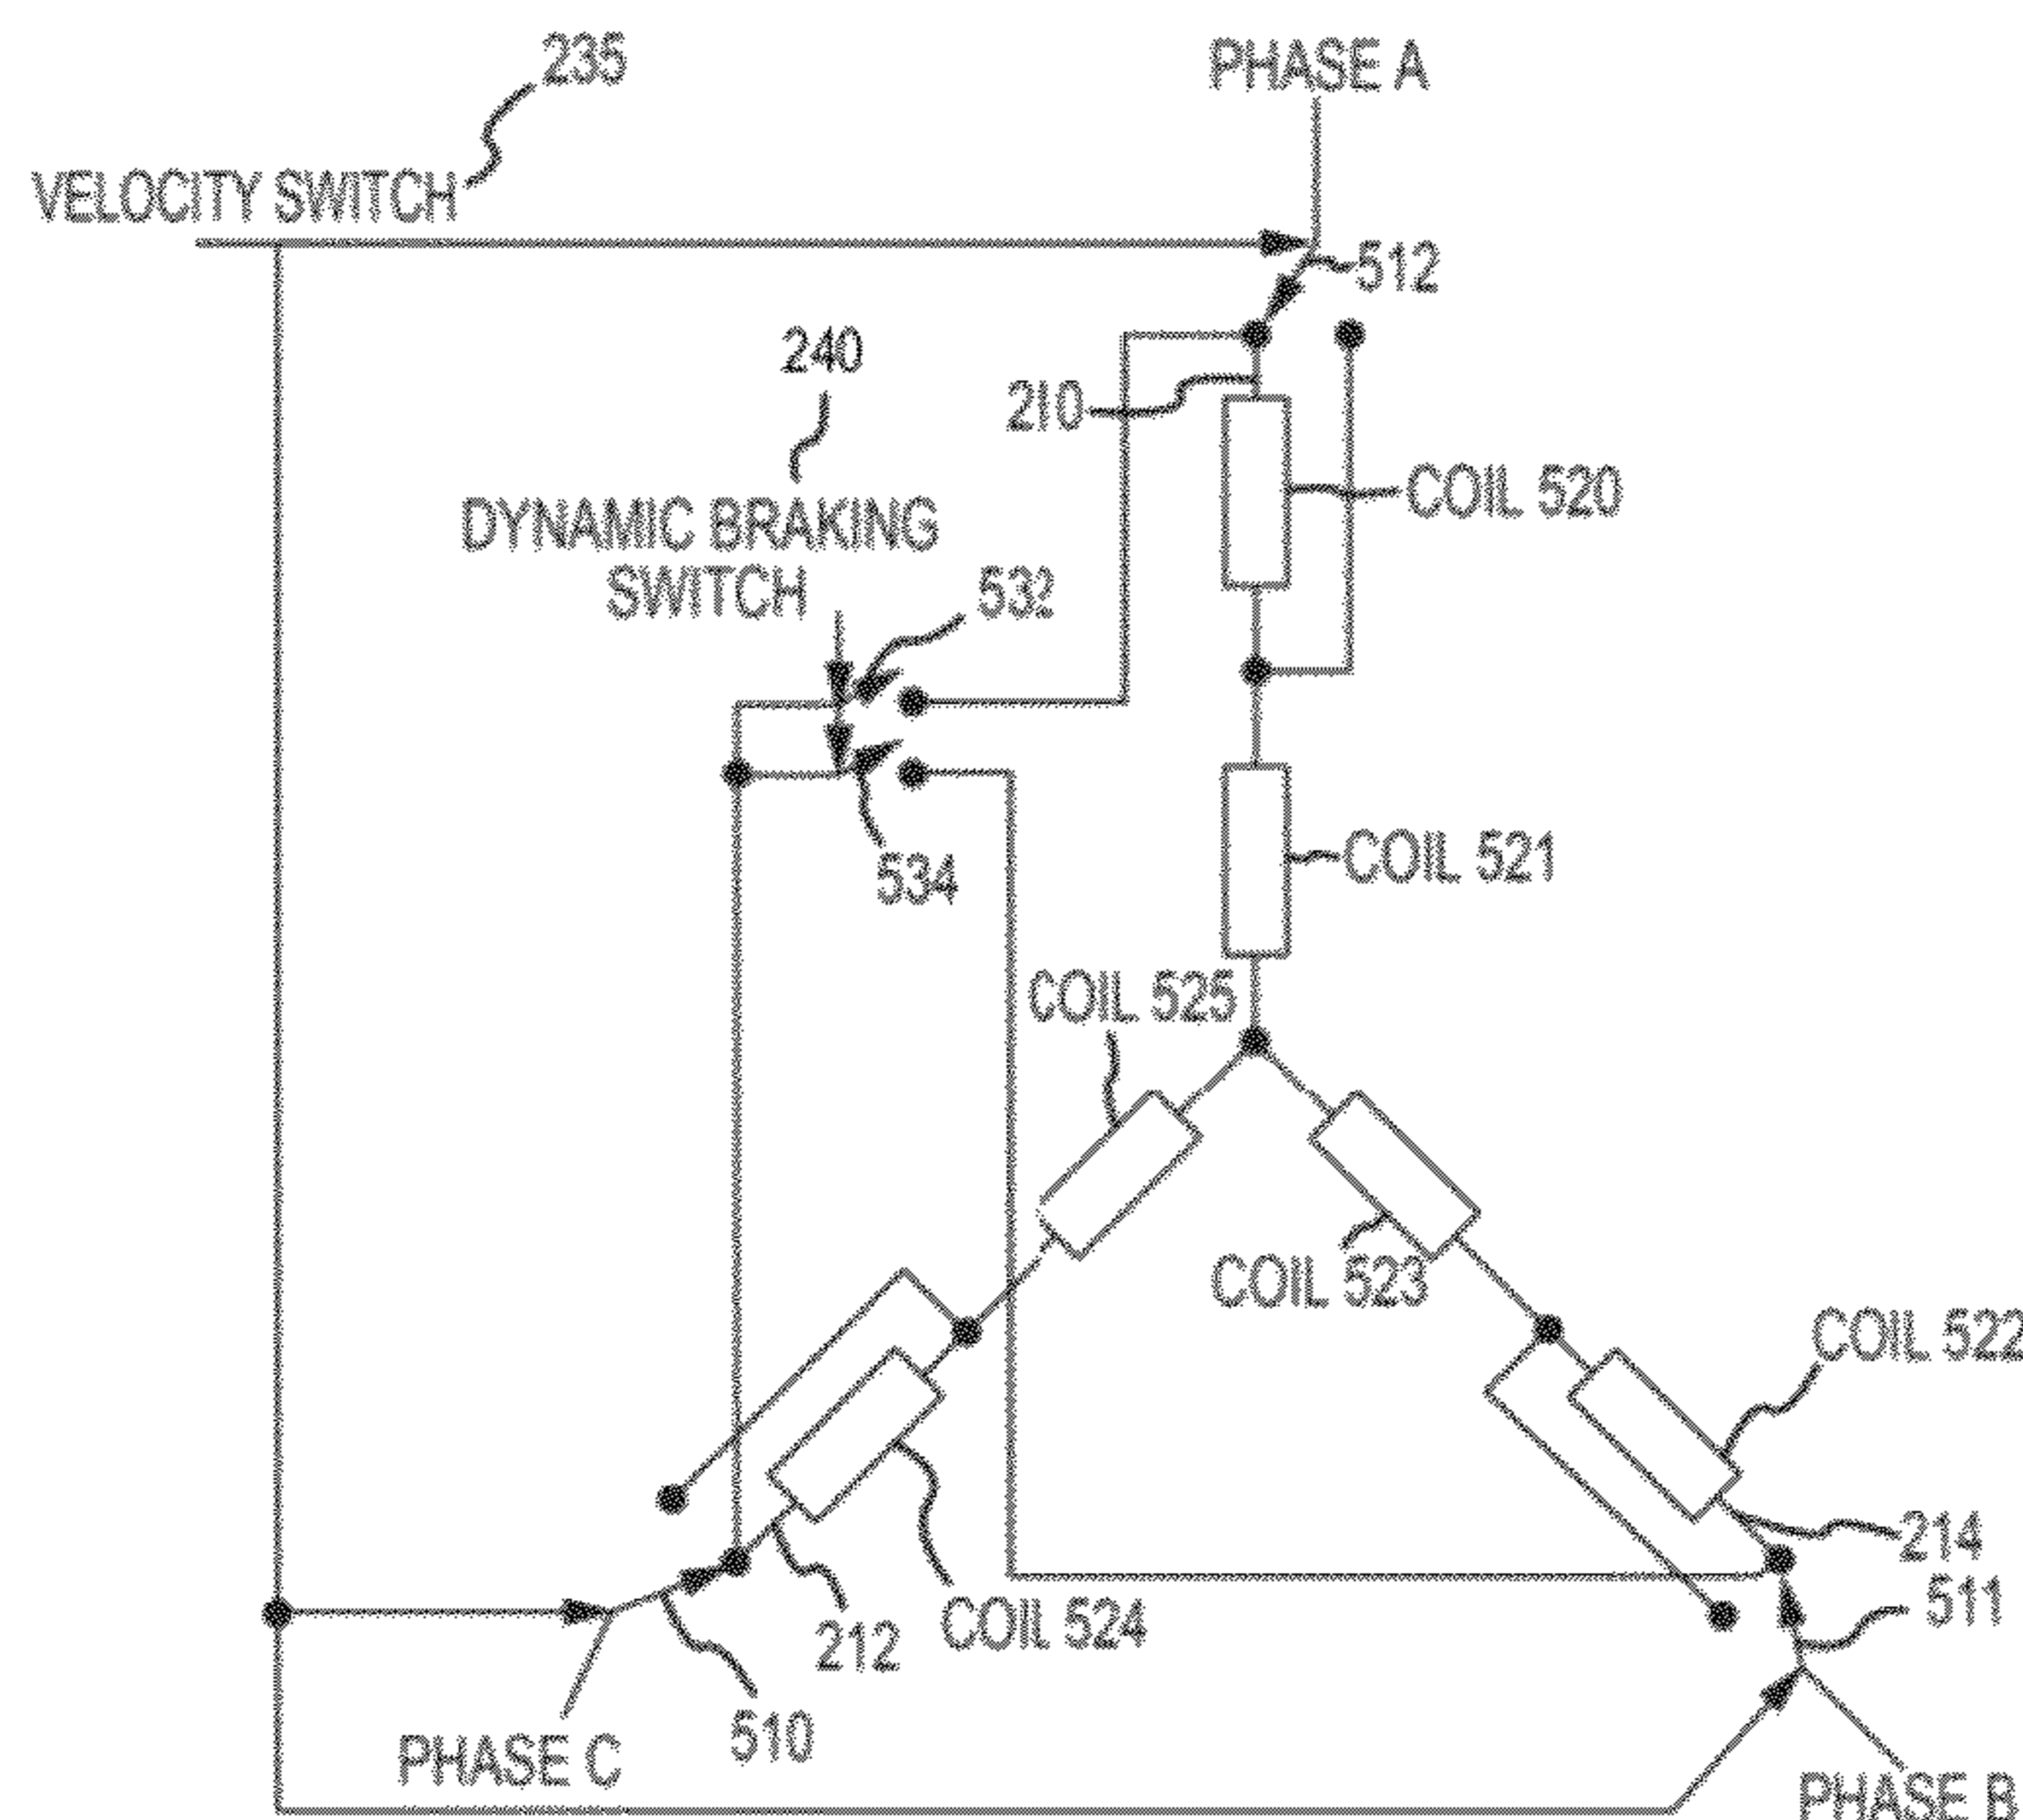 235
PHASE A
VELOCITY SWITCH
512
240
210
COIL 520
DYNAMIC BRAKING
SWITCH
532
COIL 521
534
COIL 525
COIL 523
COIL 522
214
511
COIL 524
212
510
PHASE C
PHASE B